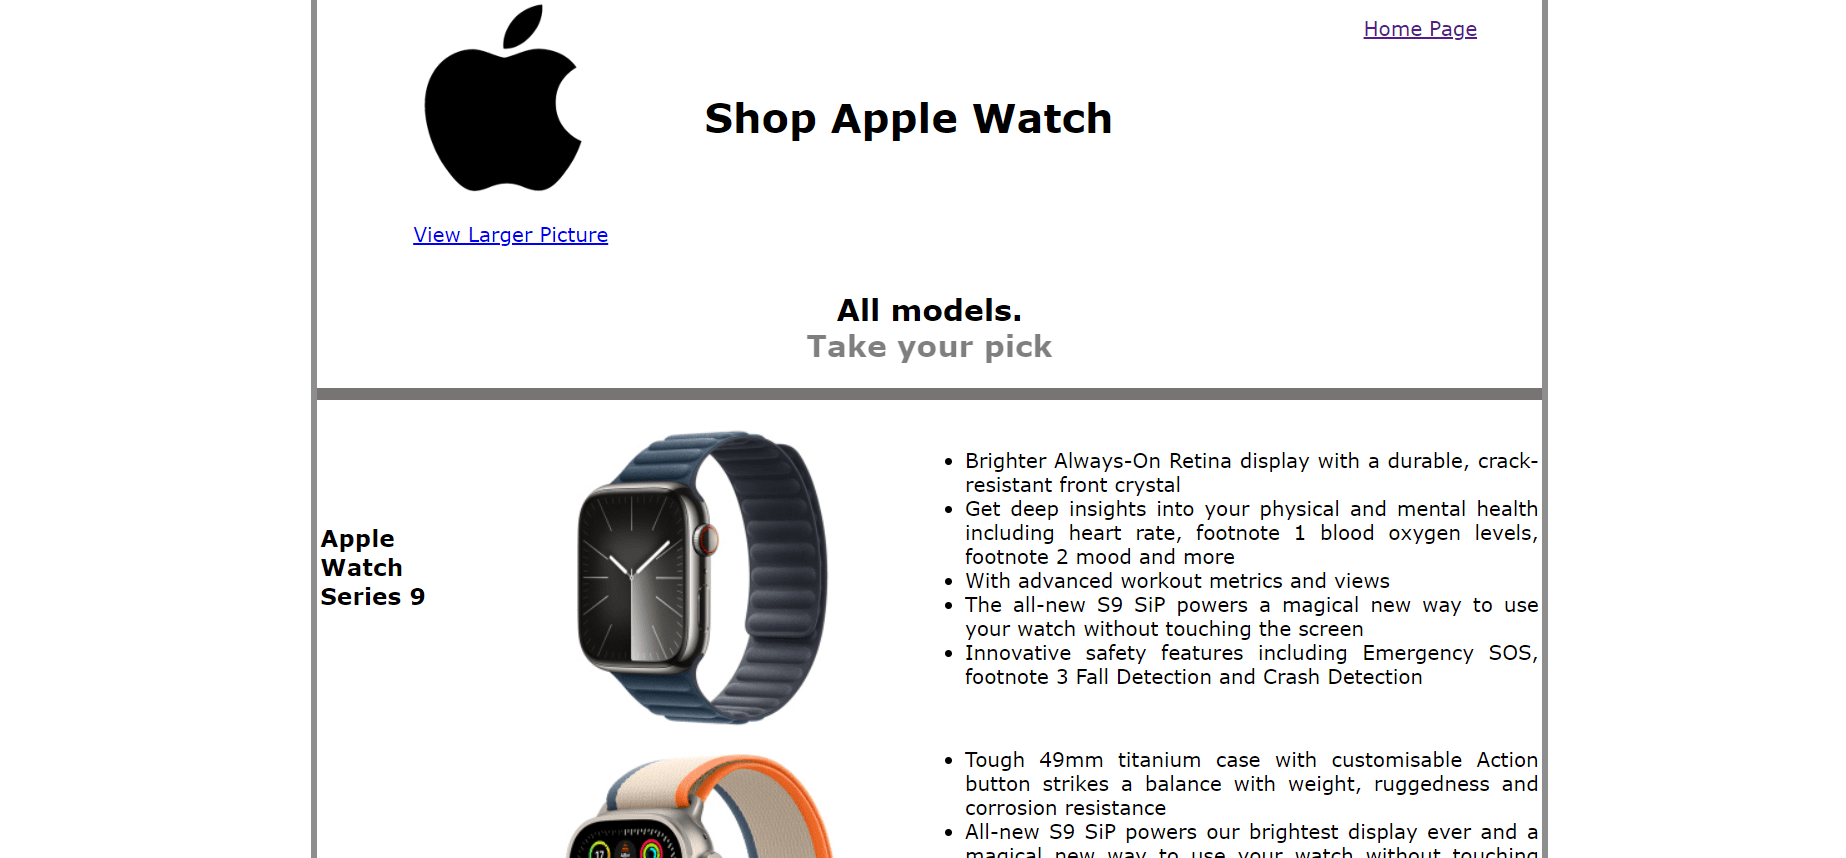 Home Page
Shop Apple Watch
View Larger Picture
All models.
Take your pick
Apple
Watch
Series 9
Brighter Always-On Retina display with a durable, crack-
resistant front crystal
Get deep insights into your physical and mental health
including heart rate, footnote 1 blood oxygen levels,
footnote 2 mood and more
With advanced workout metrics and views
The all-new S9 SiP powers a magical new way to use
your watch without touching the screen
Innovative safety features including Emergency SOS,
footnote 3 Fall Detection and Crash Detection
Tough 49mm titanium case with customisable Action
button strikes a balance with weight, ruggedness and
corrosion resistance
All-new S9 SiP powers our brightest display ever and a
magical new way to use your watch without touching
17